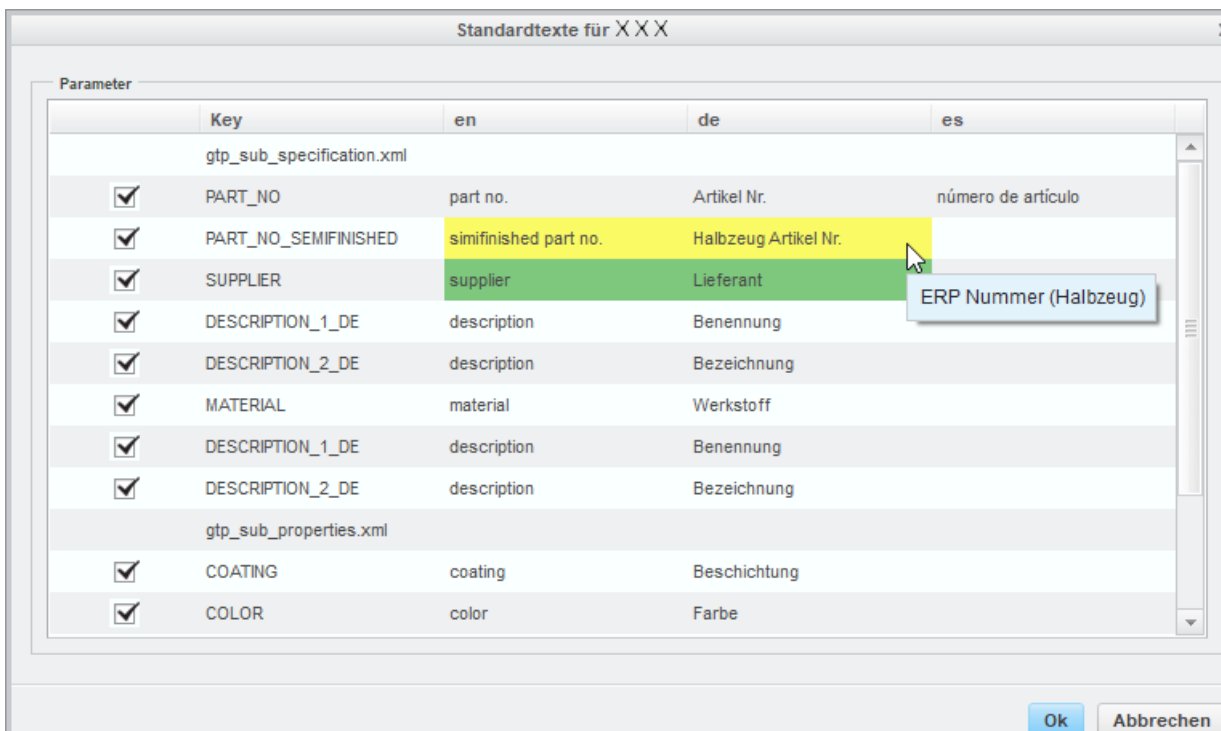 Standardtexte für X X X
Parameter
Key en de es
gtp_sub_specification.xml
PART_NO part no. Artikel Nr. número de artículo
PART_NO_SEMIFINISHED simifinished part no. Halbzeug Artikel Nr.
SUPPLIER supplier Lieferant
ERP Nummer (Halbzeug)
DESCRIPTION_1_DE description Benennung
DESCRIPTION_2_DE description Bezeichnung
MATERIAL material Werkstoff
DESCRIPTION_1_DE description Benennung
DESCRIPTION_2_DE description Bezeichnung
gtp_sub_properties.xml
COATING coating Beschichtung
COLOR color Farbe
Ok Abbrechen